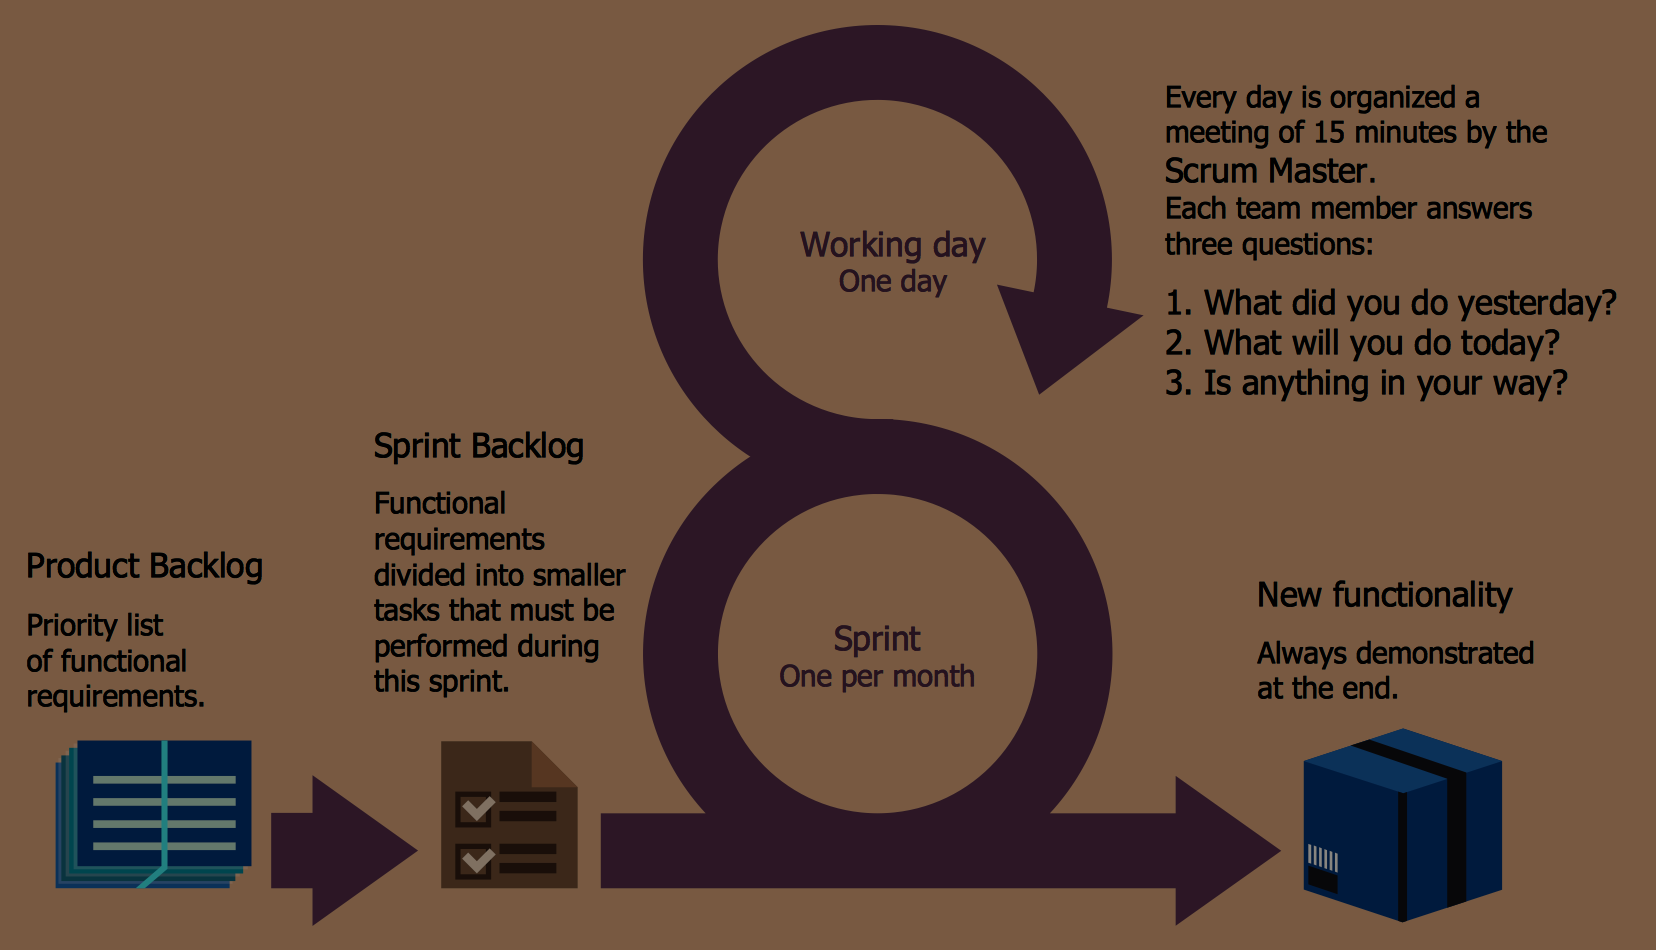 Every day is organized a
meeting of 15 minutes by the
Scrum Master.
Each team member answers
three questions:
1. What did you do yesterday?
2. What will you do today?
3. Is anything in your way?
Working day
One day
Sprint Backlog
Functional
requirements
divided into smaller
tasks that must be
performed during
this sprint.
Product Backlog
Priority list
of functional
requirements.
Sprint
One per month
New functionality
Always demonstrated
at the end.